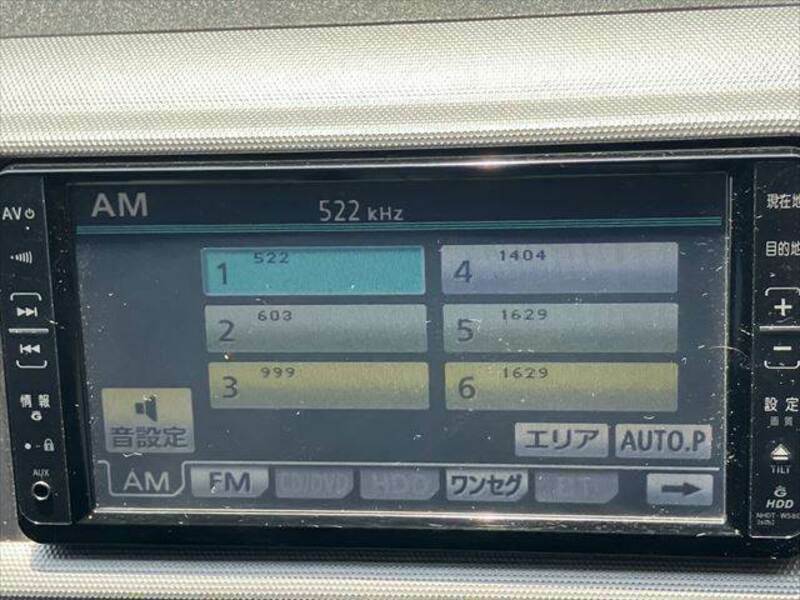 AM 522 kHz
AV
現在地
目的地
1 522
4 1404
2 603
5 1629
3 999
6 1629
情報
音設定
エリア AUTO.P
設定
画質
AUX
TILT
AM FM CD/DVD HDD ワンセグ
HDD